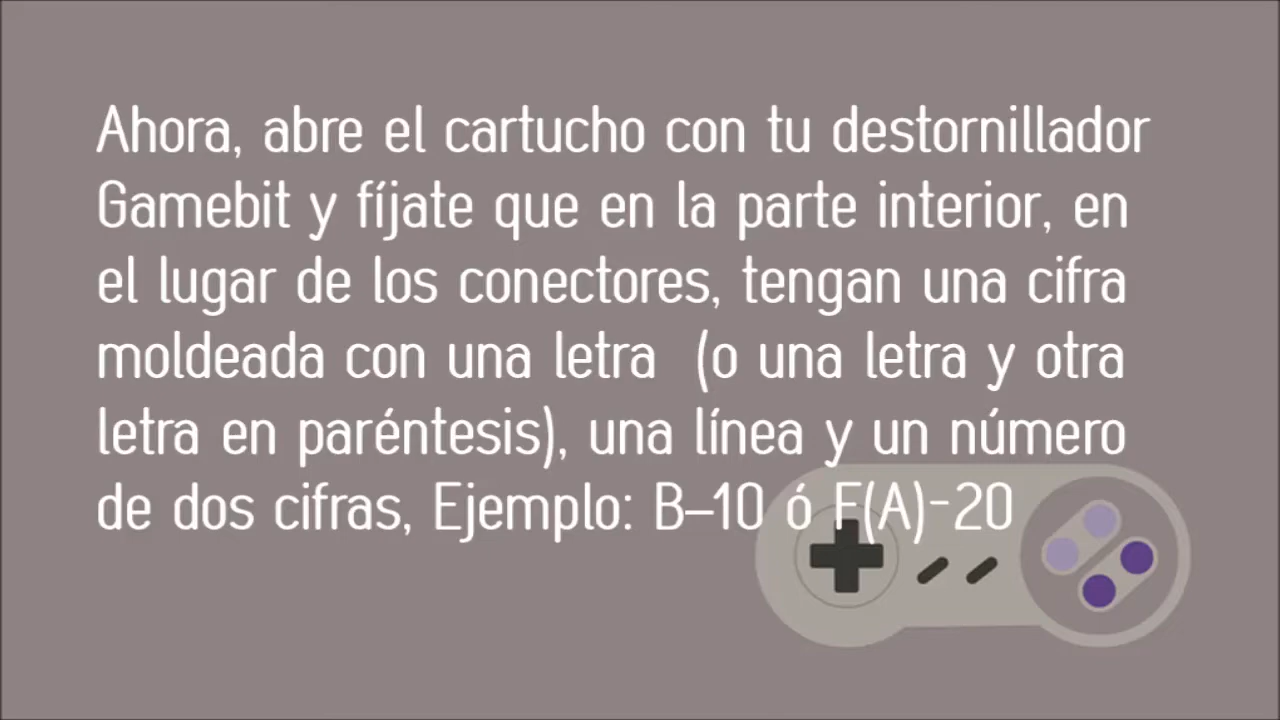 Ahora, abre el cartucho con tu destornillador
Gamebit y fíjate que en la parte interior, en
el lugar de los conectores, tengan una cifra
moldeada con una letra  (o una letra y otra
letra en paréntesis), una línea y un número
de dos cifras, Ejemplo: B–10 ó F(A)-20